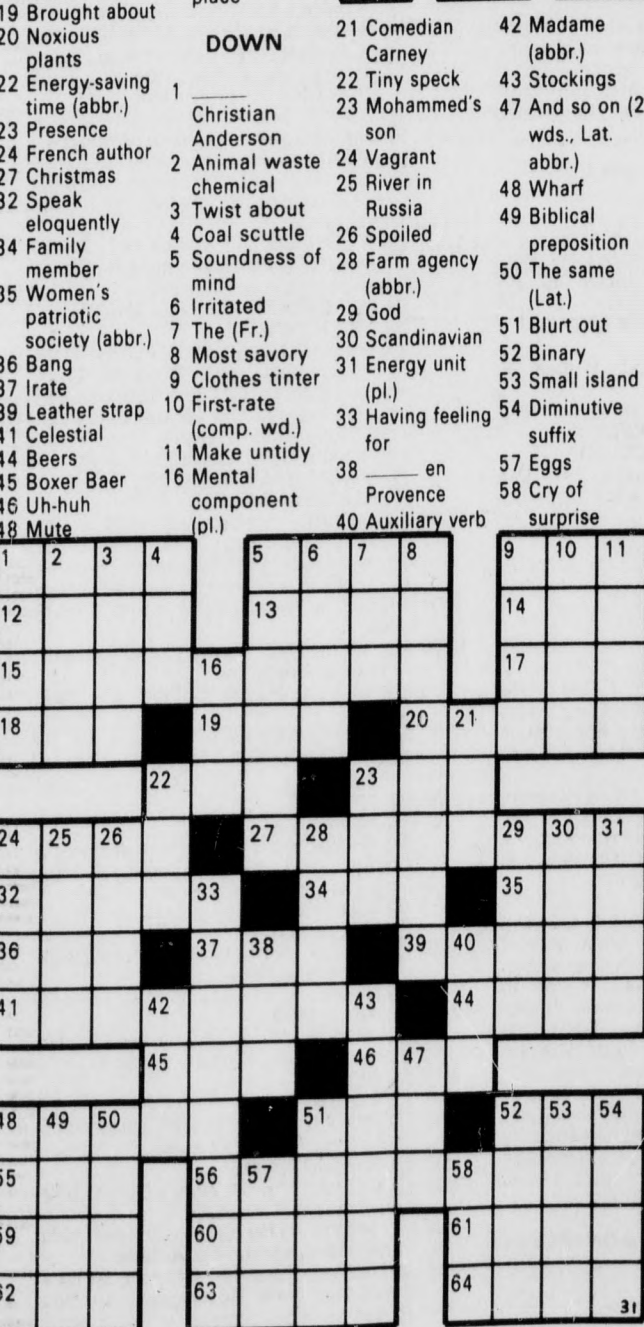 place
19 Brought about
20 Noxious
plants
22 Energy-saving
time (abbr.)
23 Presence
24 French author
27 Christmas
32 Speak
eloquently
34 Family
member
35 Women's
patriotic
society (abbr.)
36 Bang
37 Irate
39 Leather strap
41 Celestial
44 Beers
45 Boxer Baer
46 Uh-huh
48 Mute
DOWN
1 _____
Christian
Anderson
2 Animal waste
chemical
3 Twist about
4 Coal scuttle
5 Soundness of
mind
6 Irritated
7 The (Fr.)
8 Most savory
9 Clothes tinter
10 First-rate
(comp. wd.)
11 Make untidy
16 Mental
component
(pl.)
21 Comedian
Carney
22 Tiny speck
23 Mohammed's
son
24 Vagrant
25 River in
Russia
26 Spoiled
28 Farm agency
(abbr.)
29 God
30 Scandinavian
31 Energy unit
(pl.)
33 Having feeling
for
38 _____ en
Provence
40 Auxiliary verb
42 Madame
(abbr.)
43 Stockings
47 And so on (2
wds., Lat.
abbr.)
48 Wharf
49 Biblical
preposition
50 The same
(Lat.)
51 Blurt out
52 Binary
53 Small island
54 Diminutive
suffix
57 Eggs
58 Cry of
surprise
1 2 3 4 5 6 7 8 9 10 11
12 13 14
15 16 17
18 19 20 21
22 23
24 25 26 27 28 29 30 31
32 33 34 35
36 37 38 39 40
41 42 43 44
45 46 47
48 49 50 51 52 53 54
55 56 57 58
59 60 61
62 63 64
31